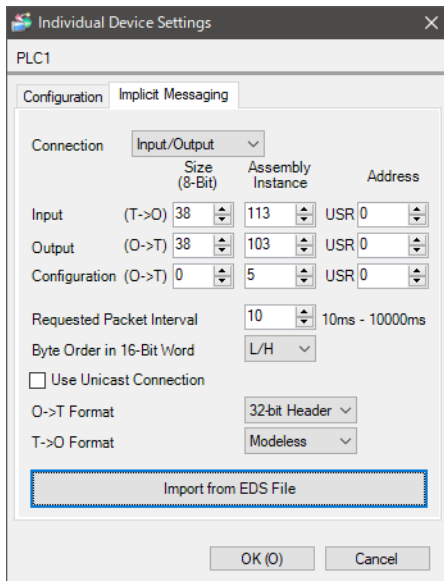 Individual Device Settings
PLC1
Configuration Implicit Messaging
Connection Input/Output
Size (8-Bit) Assembly Instance Address
Input (T->O) 38 113 USR 0
Output (O->T) 38 103 USR 0
Configuration (O->T) 0 5 USR 0
Requested Packet Interval 10 10ms - 10000ms
Byte Order in 16-Bit Word L/H
Use Unicast Connection
O->T Format 32-bit Header
T->O Format Modeless
Import from EDS File
OK (O) Cancel